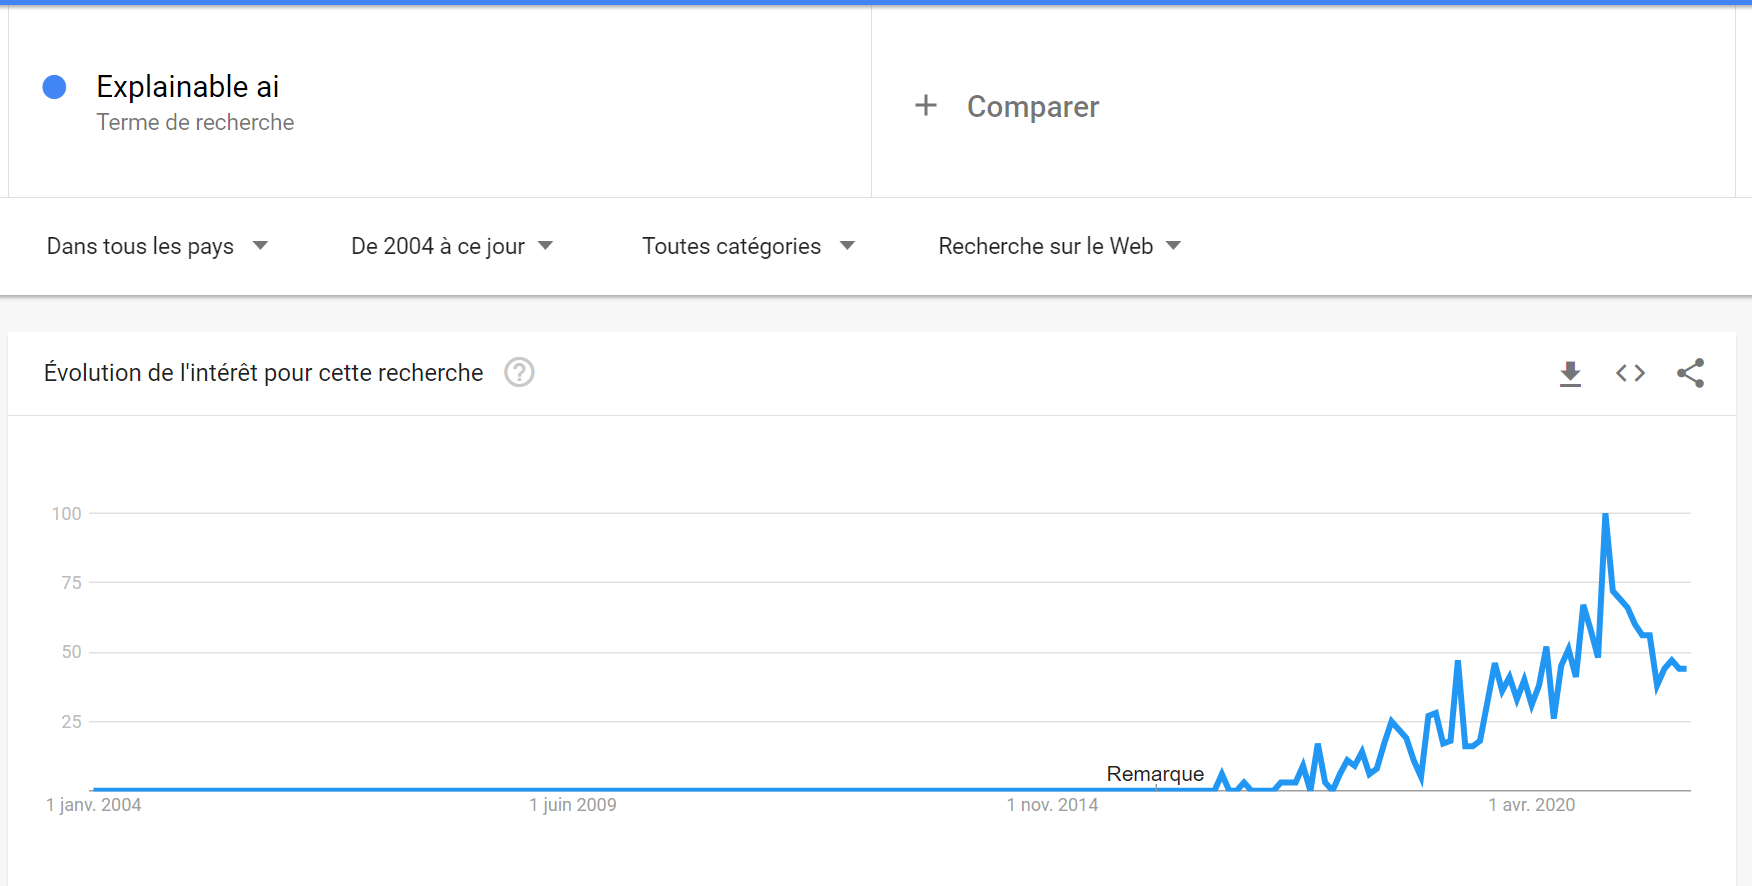 Explainable ai
Terme de recherche
+ Comparer
Dans tous les pays
De 2004 à ce jour
Toutes catégories
Recherche sur le Web
Évolution de l'intérêt pour cette recherche
?
100
75
50
25
Remarque
1 janv. 2004
1 juin 2009
1 nov. 2014
1 avr. 2020